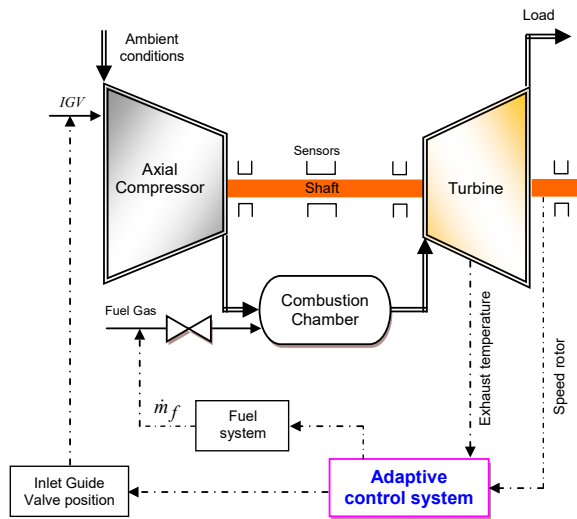 Load
Ambient
conditions
IGV
Sensors
Axial
Compressor
Shaft
Turbine
Fuel Gas
Combustion
Chamber
Exhaust temperature
Speed rotor
ṁ_f
Fuel
system
Inlet Guide
Valve position
Adaptive
control system